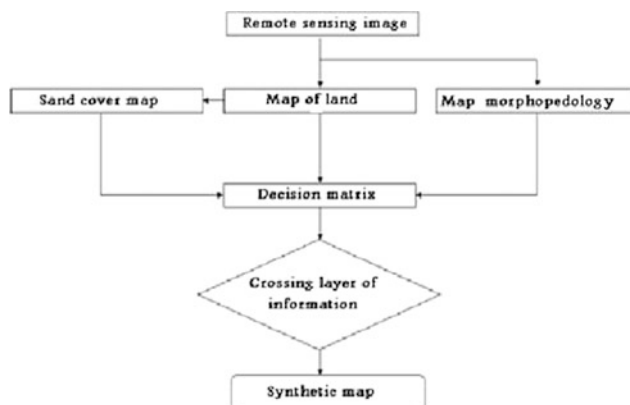 Remote sensing image
Sand cover map
Map of land
Map morphopedology
Decision matrix
Crossing layer of
information
Synthetic map